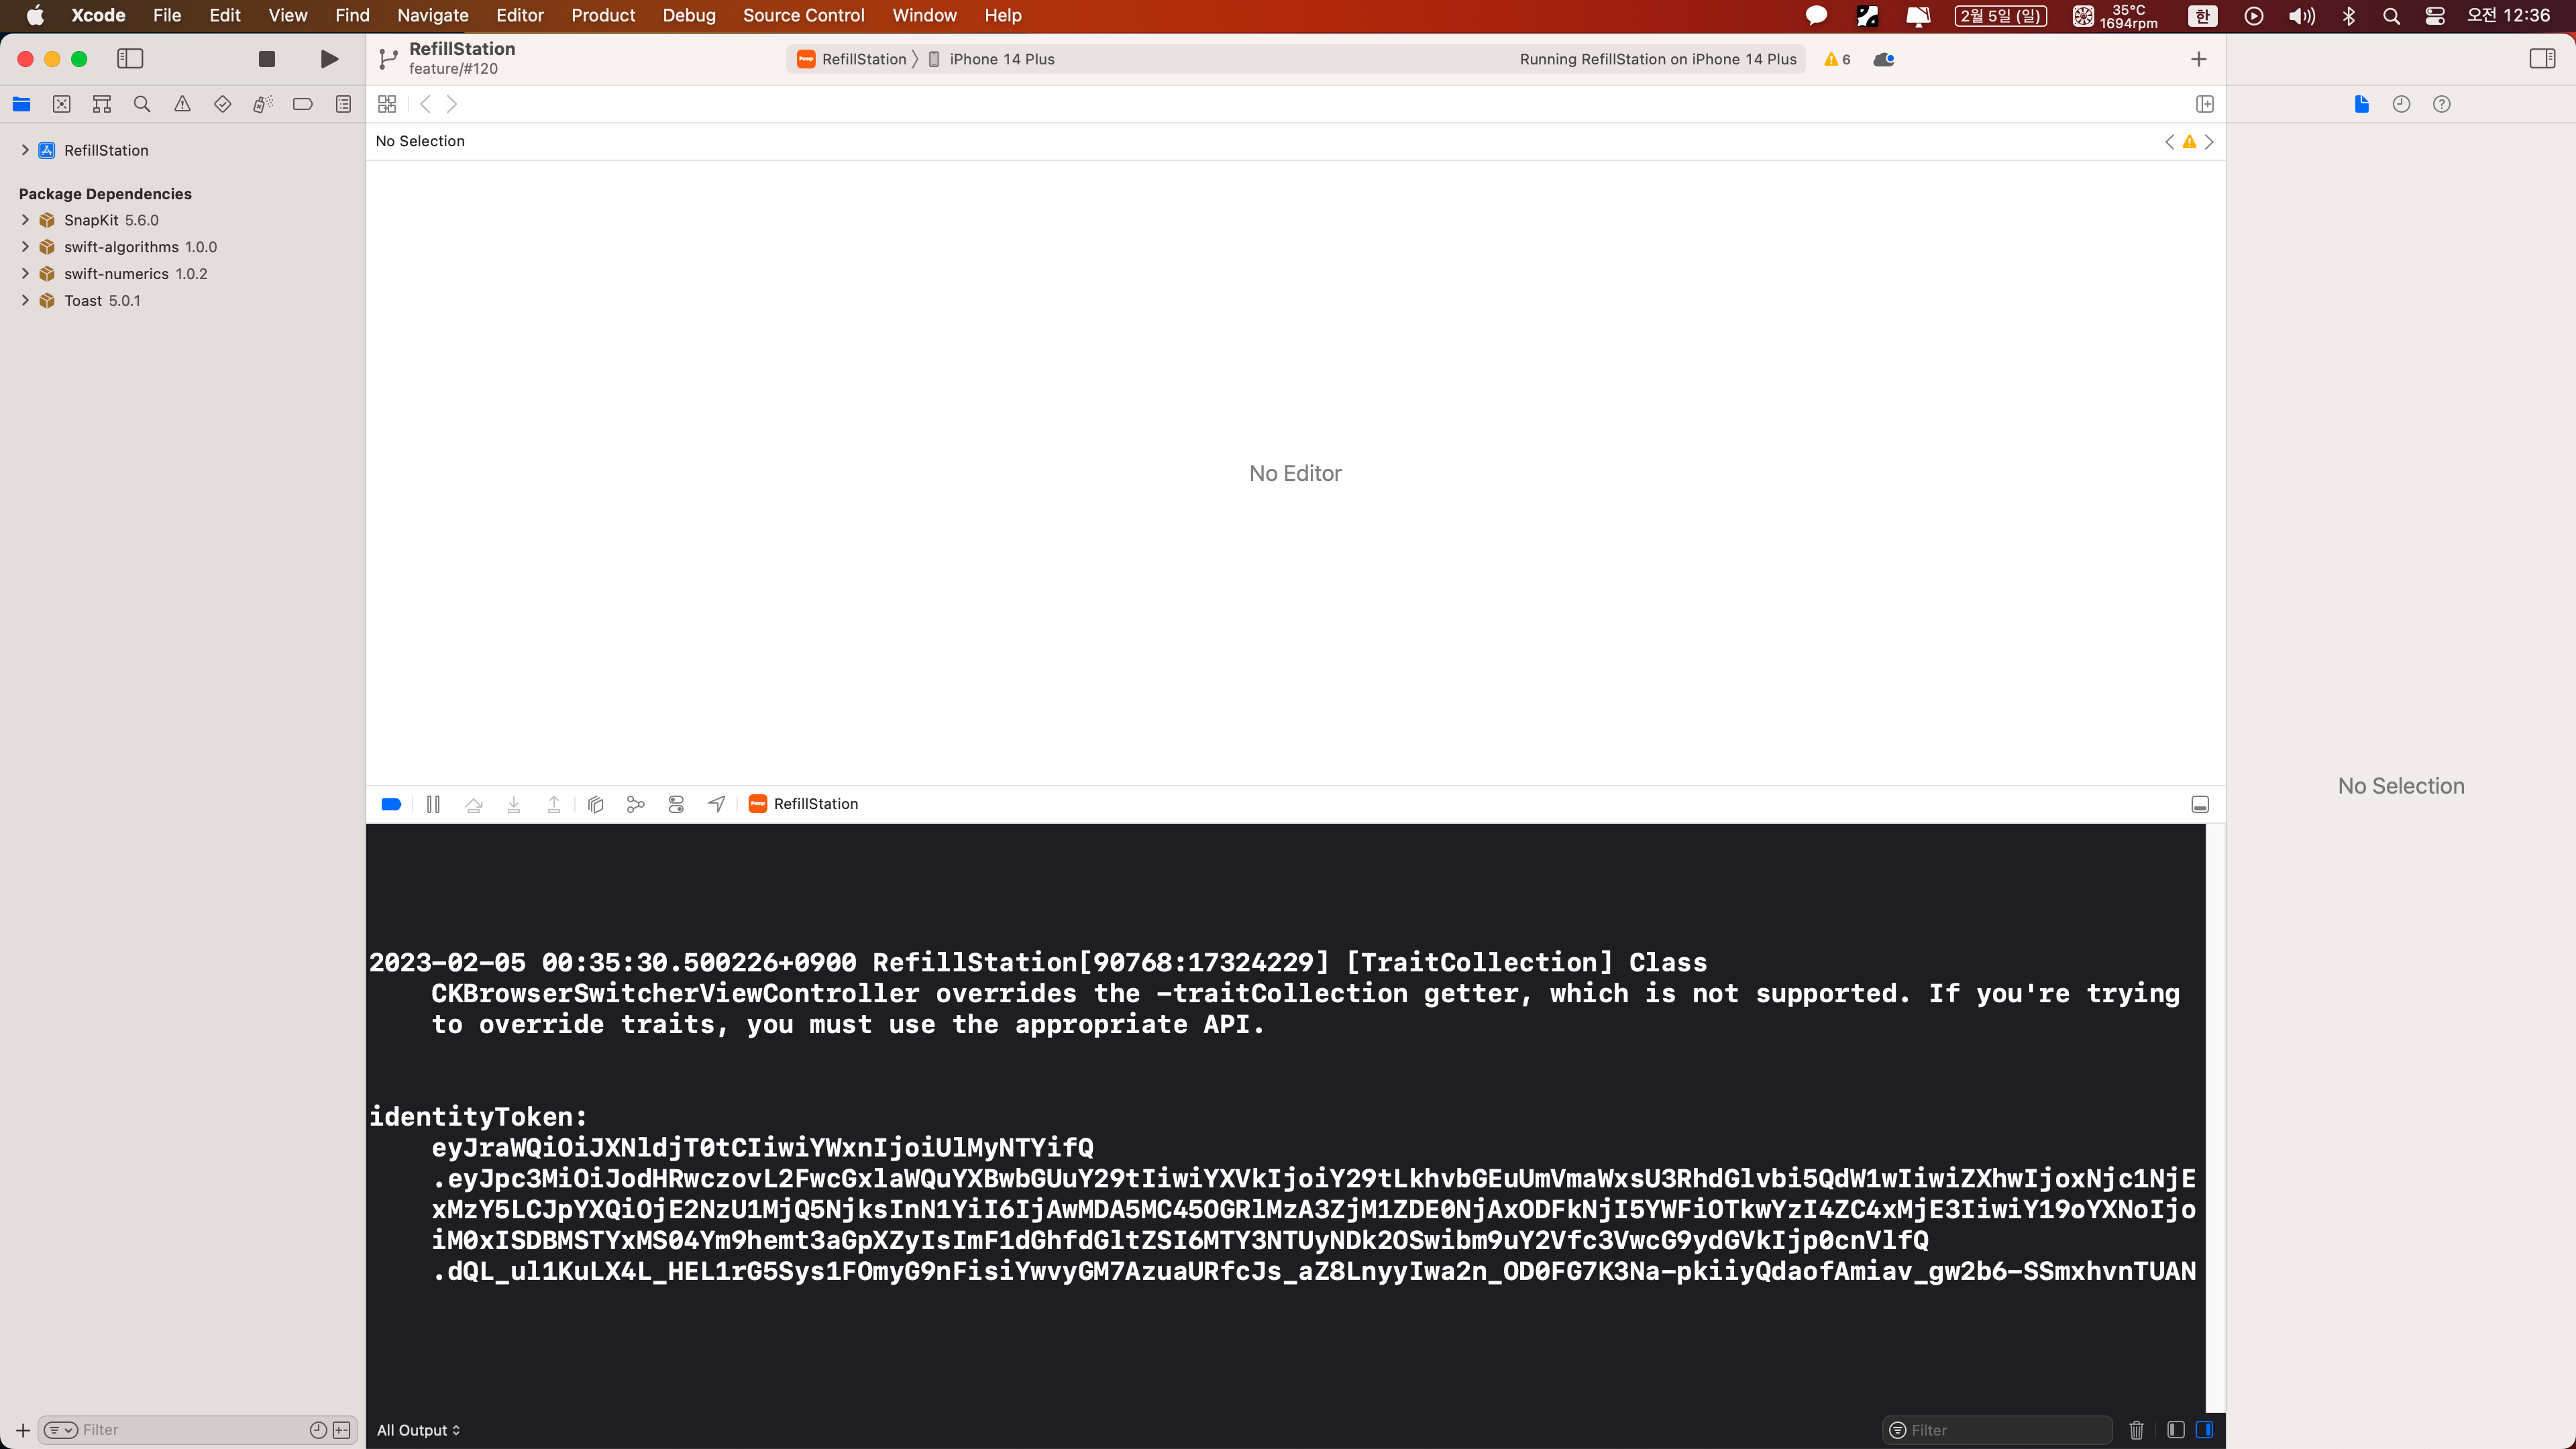 Xcode File Edit View Find Navigate Editor Product Debug Source Control Window Help 2월 5일 (일) 35°C 1694rpm 한 오전 12:36
RefillStation
feature/#120
Pump RefillStation 〉 iPhone 14 Plus Running RefillStation on iPhone 14 Plus 6
No Selection
RefillStation
Package Dependencies
SnapKit 5.6.0
swift-algorithms 1.0.0
swift-numerics 1.0.2
Toast 5.0.1
No Editor
No Selection
Pump RefillStation
2023-02-05 00:35:30.500226+0900 RefillStation[90768:17324229] [TraitCollection] Class
CKBrowserSwitcherViewController overrides the -traitCollection getter, which is not supported. If you're trying
to override traits, you must use the appropriate API.
identityToken:
eyJraWQiOiJXNldjT0tCIiwiYWxnIjoiUlMyNTYifQ
.eyJpc3MiOiJodHRwczovL2FwcGxlaWQuYXBwbGUuY29tIiwiYXVkIjoiY29tLkhvbGEuUmVmaWxsU3RhdGlvbi5QdW1wIiwiZXhwIjoxNjc1NjE
xMzY5LCJpYXQiOjE2NzU1MjQ5NjksInN1YiI6IjAwMDA5MC45OGRlMzA3ZjM1ZDE0NjAxODFkNjI5YWFiOTkwYzI4ZC4xMjE3IiwiY19oYXNoIjo
iM0xISDBMSTYxMS04Ym9hemt3aGpXZyIsImF1dGhfdGltZSI6MTY3NTUyNDk2OSwibm9uY2Vfc3VwcG9ydGVkIjp0cnVlfQ
.dQL_ul1KuLX4L_HEL1rG5Sys1FOmyG9nFisiYwvyGM7AzuaURfcJs_aZ8LnyyIwa2n_OD0FG7K3Na-pkiiyQdaofAmiav_gw2b6-SSmxhvnTUAN
Filter
All Output
Filter